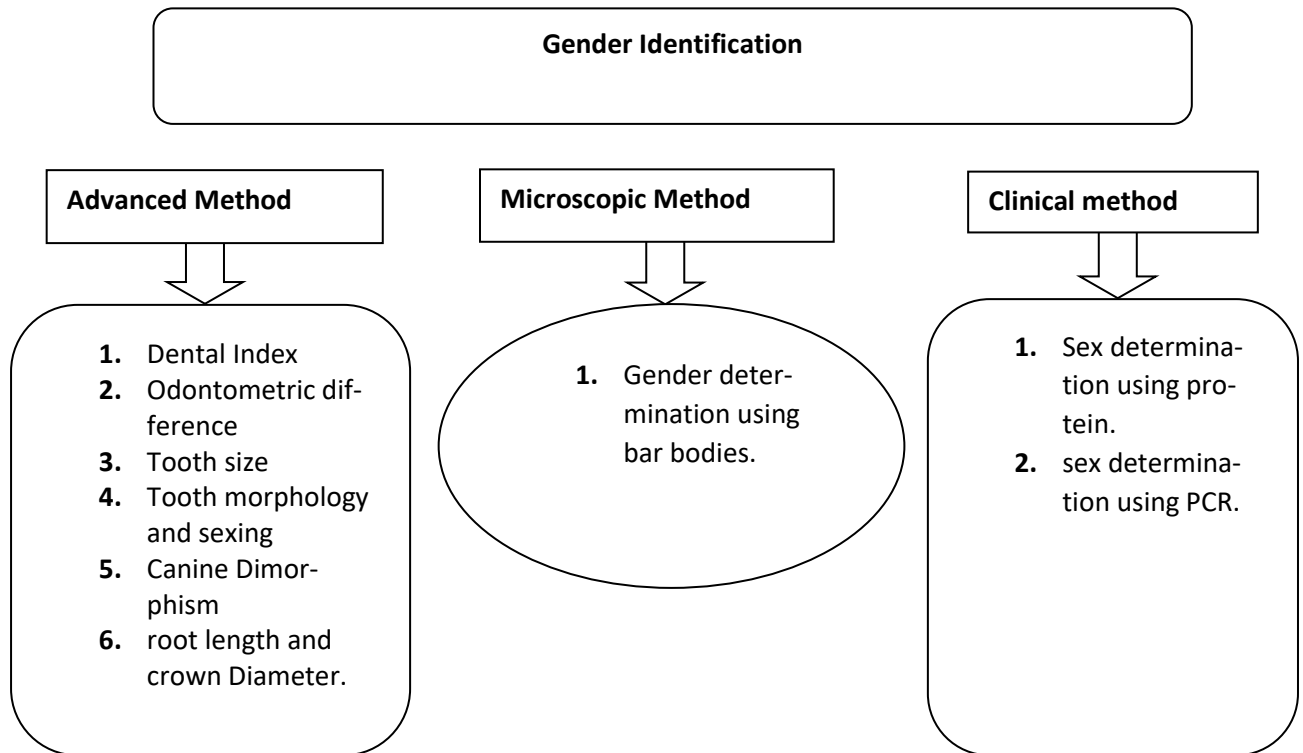 Gender Identification
Advanced Method
Microscopic Method
Clinical method
1. Dental Index
2. Odontometric dif-
ference
3. Tooth size
4. Tooth morphology
and sexing
5. Canine Dimor-
phism
6. root length and
crown Diameter.
1. Gender deter-
mination using
bar bodies.
1. Sex determina-
tion using pro-
tein.
2. sex determina-
tion using PCR.